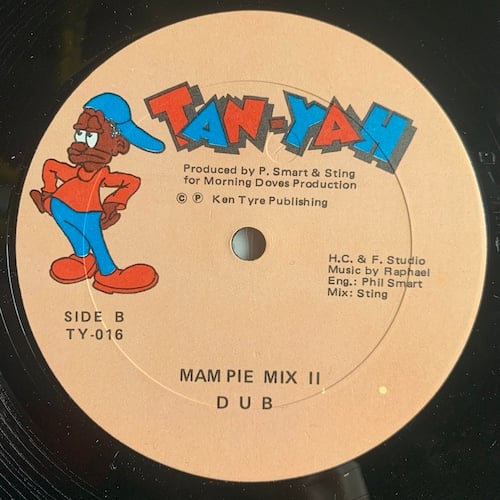 TAN-YAH
Produced by P. Smart & Sting
for Morning Doves Production
© ℗ Ken Tyre Publishing
H.C. & F. Studio
Music by Raphael
Eng.: Phil Smart
Mix: Sting
SIDE B
TY-016
MAM PIE MIX II
DUB